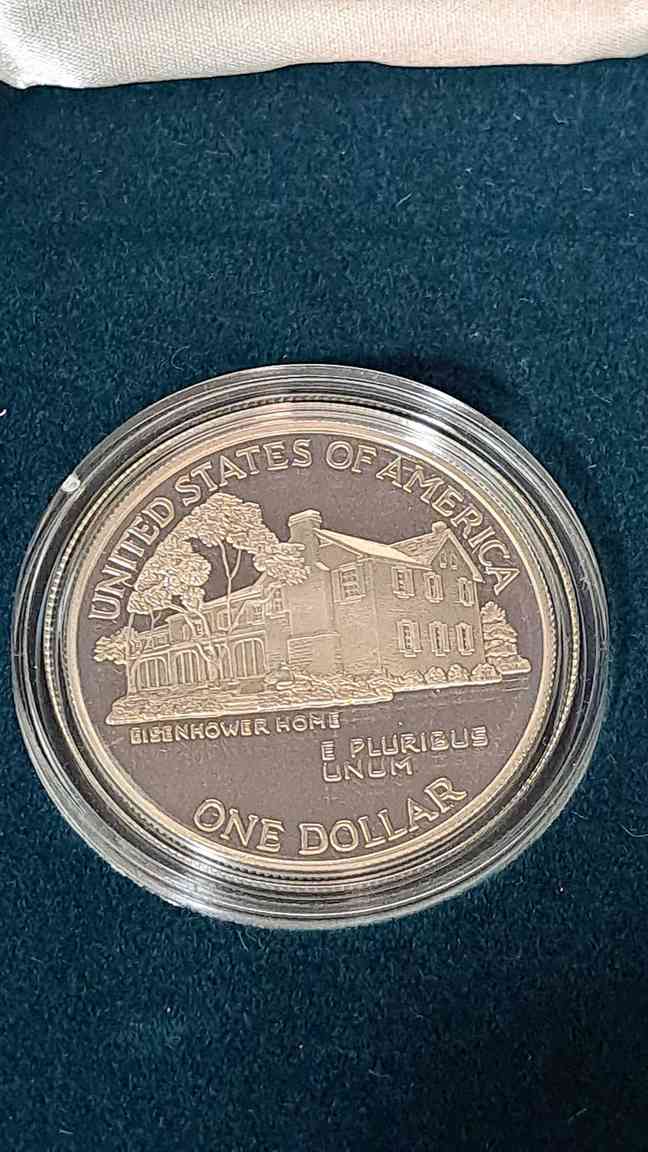 UNITED STATES OF AMERICA
EISENHOWER HOME
E PLURIBUS
UNUM
ONE DOLLAR